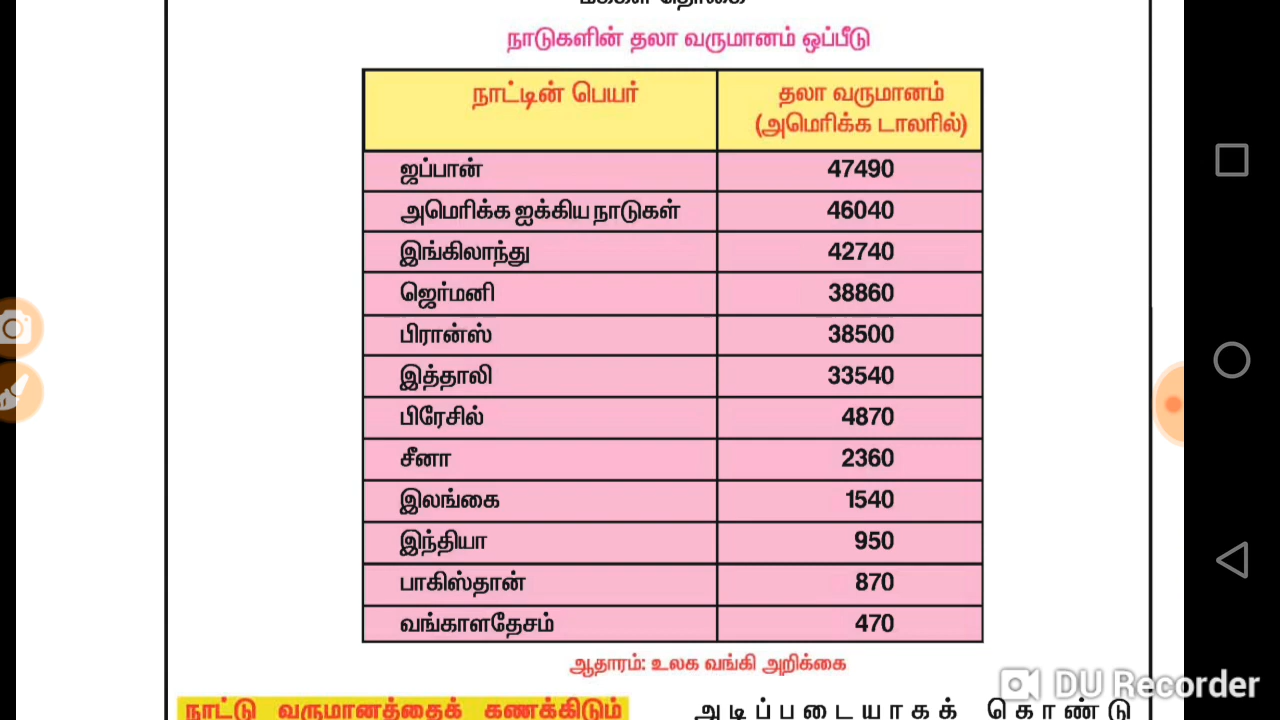 மக்கள் தொகை
நாடுகளின் தலா வருமானம் ஒப்பீடு
நாட்டின் பெயர் தலா வருமானம்
(அமெரிக்க டாலரில்)
ஜப்பான் 47490
அமெரிக்க ஐக்கிய நாடுகள் 46040
இங்கிலாந்து 42740
ஜெர்மனி 38860
பிரான்ஸ் 38500
இத்தாலி 33540
பிரேசில் 4870
சீனா 2360
இலங்கை 1540
இந்தியா 950
பாகிஸ்தான் 870
வங்காளதேசம் 470
ஆதாரம்: உலக வங்கி அறிக்கை
DU Recorder
நாட்டு வருமானத்தைக் கணக்கிடும் அடிப்படையாகக் கொண்டு